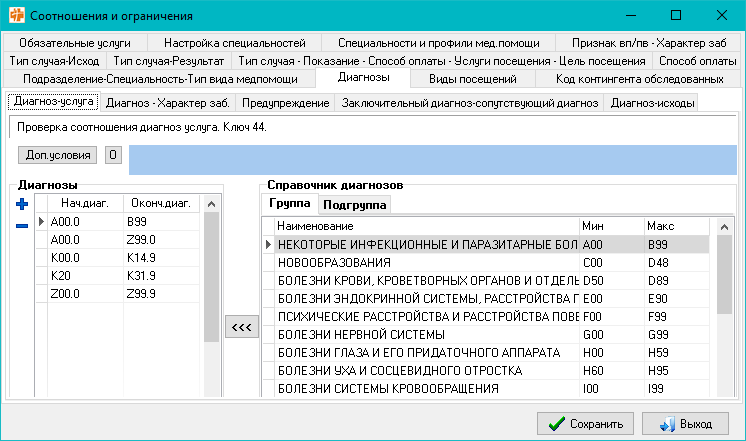 Соотношения и ограничения
Обязательные услуги Настройка специальностей Специальности и профили мед.помощи Признак вп/пв - Характер заб
Тип случая-Исход Тип случая-Результат Тип случая - Показание - Способ оплаты - Услуги посещения - Цель посещения Способ оплаты
Подразделение-Специальность-Тип вида медпомощи Диагнозы Виды посещений Код контингента обследованных
Диагноз-услуга Диагноз - Характер заб. Предупреждение Заключительный диагноз-сопутствующий диагноз Диагноз-исходы
Проверка соотношения диагноз услуга. Ключ 44.
Доп.условия 0
Диагнозы
Нач.диаг. Оконч.диаг.
A00.0 B99
A00.0 Z99.0
K00.0 K14.9
K20 K31.9
Z00.0 Z99.9
<<<
Справочник диагнозов
Группа Подгруппа
Наименование Мин Макс
НЕКОТОРЫЕ ИНФЕКЦИОННЫЕ И ПАРАЗИТАРНЫЕ БОЛ A00 B99
НОВООБРАЗОВАНИЯ C00 D48
БОЛЕЗНИ КРОВИ, КРОВЕТВОРНЫХ ОРГАНОВ И ОТДЕЛЬ D50 D89
БОЛЕЗНИ ЭНДОКРИННОЙ СИСТЕМЫ, РАССТРОЙСТВА П E00 E90
ПСИХИЧЕСКИЕ РАССТРОЙСТВА И РАССТРОЙСТВА ПОВЕ F00 F99
БОЛЕЗНИ НЕРВНОЙ СИСТЕМЫ G00 G99
БОЛЕЗНИ ГЛАЗА И ЕГО ПРИДАТОЧНОГО АППАРАТА H00 H59
БОЛЕЗНИ УХА И СОСЦЕВИДНОГО ОТРОСТКА H60 H95
БОЛЕЗНИ СИСТЕМЫ КРОВООБРАЩЕНИЯ I00 I99
Сохранить Выход